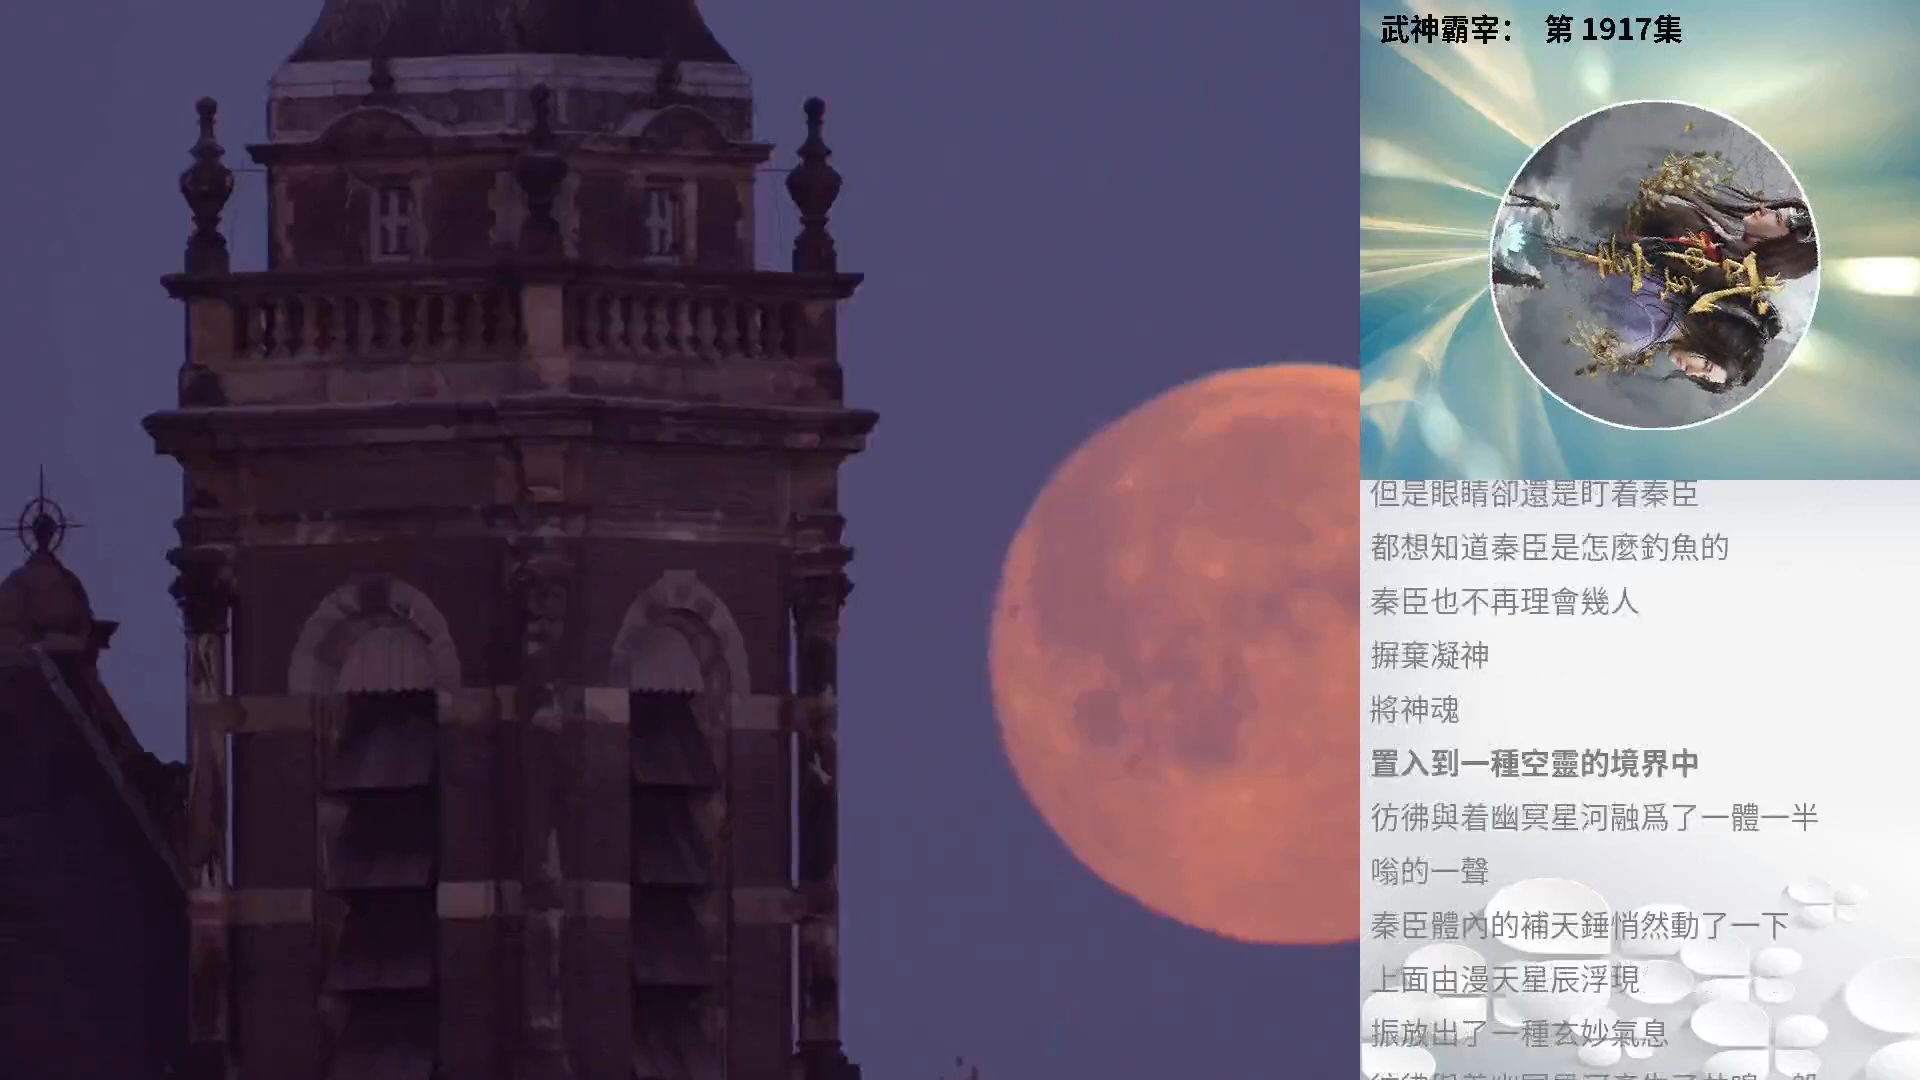 武神霸宰： 第 1917集
但是眼睛卻還是盯着秦臣
都想知道秦臣是怎麼釣魚的
秦臣也不再理會幾人
摒棄凝神
將神魂
置入到一種空靈的境界中
彷彿與着幽冥星河融爲了一體一半
嗡的一聲
秦臣體內的補天錘悄然動了一下
上面由漫天星辰浮現
振放出了一種玄妙氣息